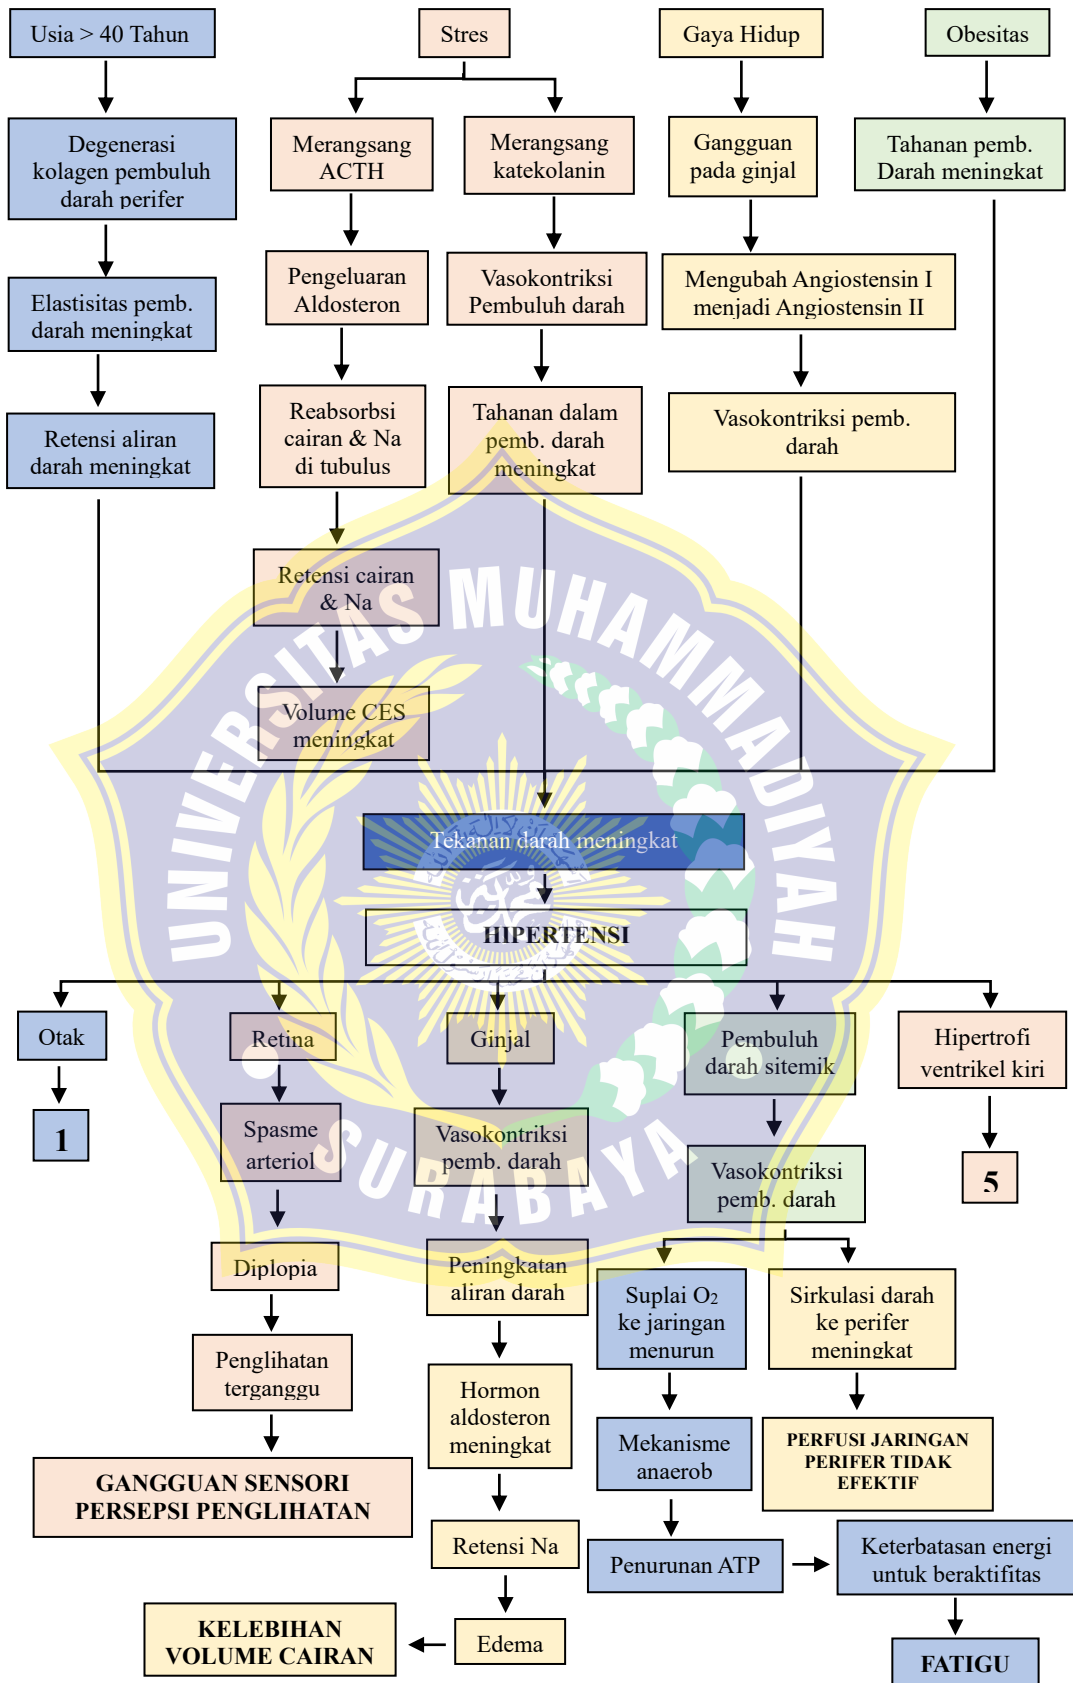 Usia > 40 Tahun
Stres
Gaya Hidup
Obesitas
Degenerasi
kolagen pembuluh
darah perifer
Merangsang
ACTH
Merangsang
katekolanin
Gangguan
pada ginjal
Tahanan pemb.
Darah meningkat
Elastisitas pemb.
darah meningkat
Pengeluaran
Aldosteron
Vasokontriksi
Pembuluh darah
Mengubah Angiostensin I
menjadi Angiostensin II
Retensi aliran
darah meningkat
Reabsorbsi
cairan & Na
di tubulus
Tahanan dalam
pemb. darah
meningkat
Vasokontriksi pemb.
darah
Retensi cairan
& Na
Volume CES
meningkat
UNIVERSITAS MUHAMMADIYAH
SURABAYA
Tekanan darah meningkat
HIPERTENSI
Otak
Retina
Ginjal
Pembuluh
darah sitemik
Hipertrofi
ventrikel kiri
1
Spasme
arteriol
Vasokontriksi
pemb. darah
Vasokontriksi
pemb. darah
5
Diplopia
Peningkatan
aliran darah
Suplai O₂
ke jaringan
menurun
Sirkulasi darah
ke perifer
meningkat
Penglihatan
terganggu
Hormon
aldosteron
meningkat
Mekanisme
anaerob
PERFUSI JARINGAN
PERIFER TIDAK
EFEKTIF
GANGGUAN SENSORI
PERSEPSI PENGLIHATAN
Retensi Na
Penurunan ATP
Keterbatasan energi
untuk beraktifitas
KELEBIHAN
VOLUME CAIRAN
Edema
FATIGU